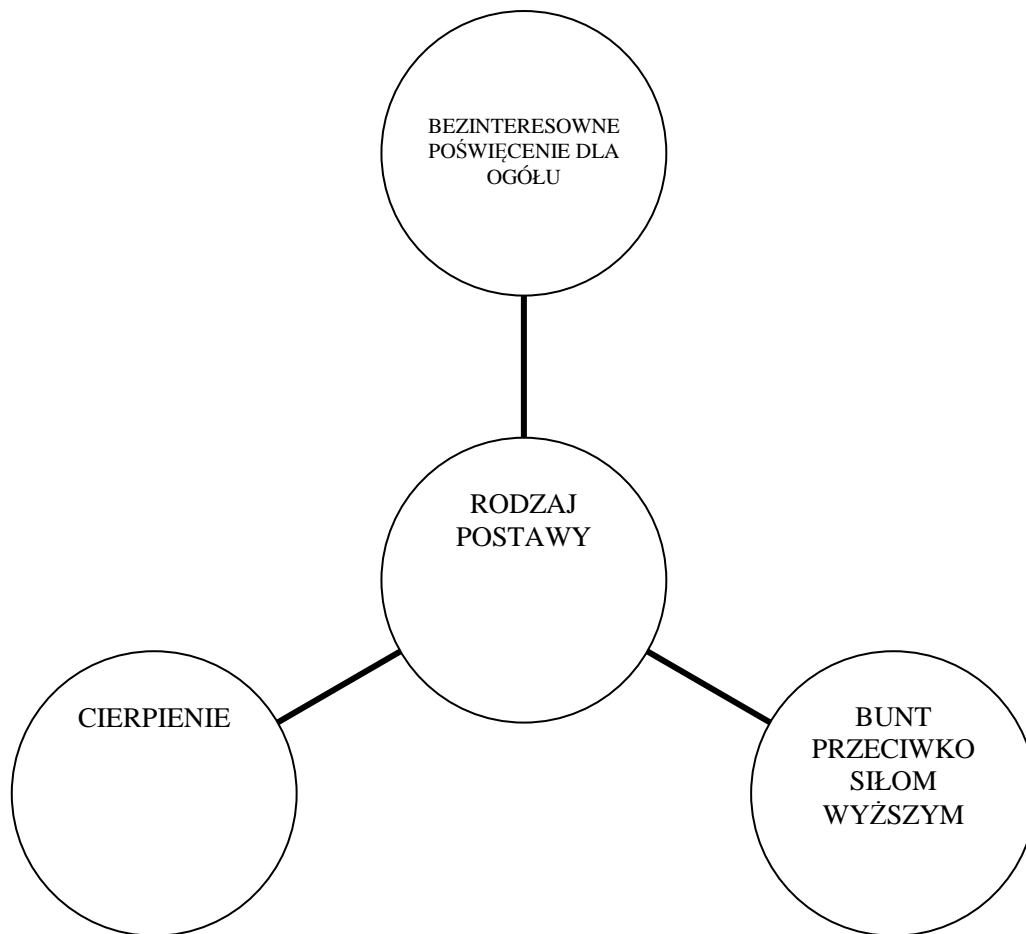 BEZINTERESOWNE
POŚWIĘCENIE DLA
OGÓŁU
RODZAJ
POSTAWY
CIERPIENIE
BUNT
PRZECIWKO
SIŁOM
WYŻSZYM